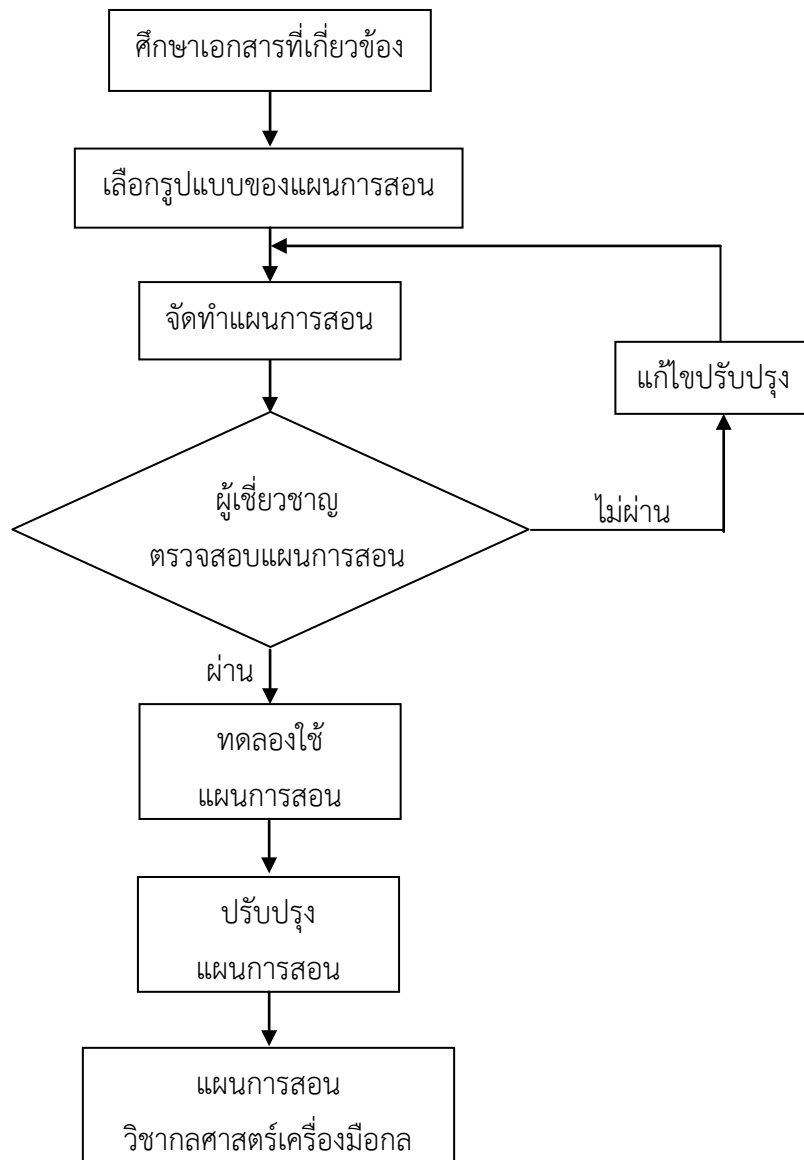 ศึกษาเอกสารที่เกี่ยวข้อง
เลือกรูปแบบของแผนการสอน
จัดทำแผนการสอน
แก้ไขปรับปรุง
ผู้เชี่ยวชาญ
ตรวจสอบแผนการสอน
ไม่ผ่าน
ผ่าน
ทดลองใช้
แผนการสอน
ปรับปรุง
แผนการสอน
แผนการสอน
วิชากลศาสตร์เครื่องมือกล